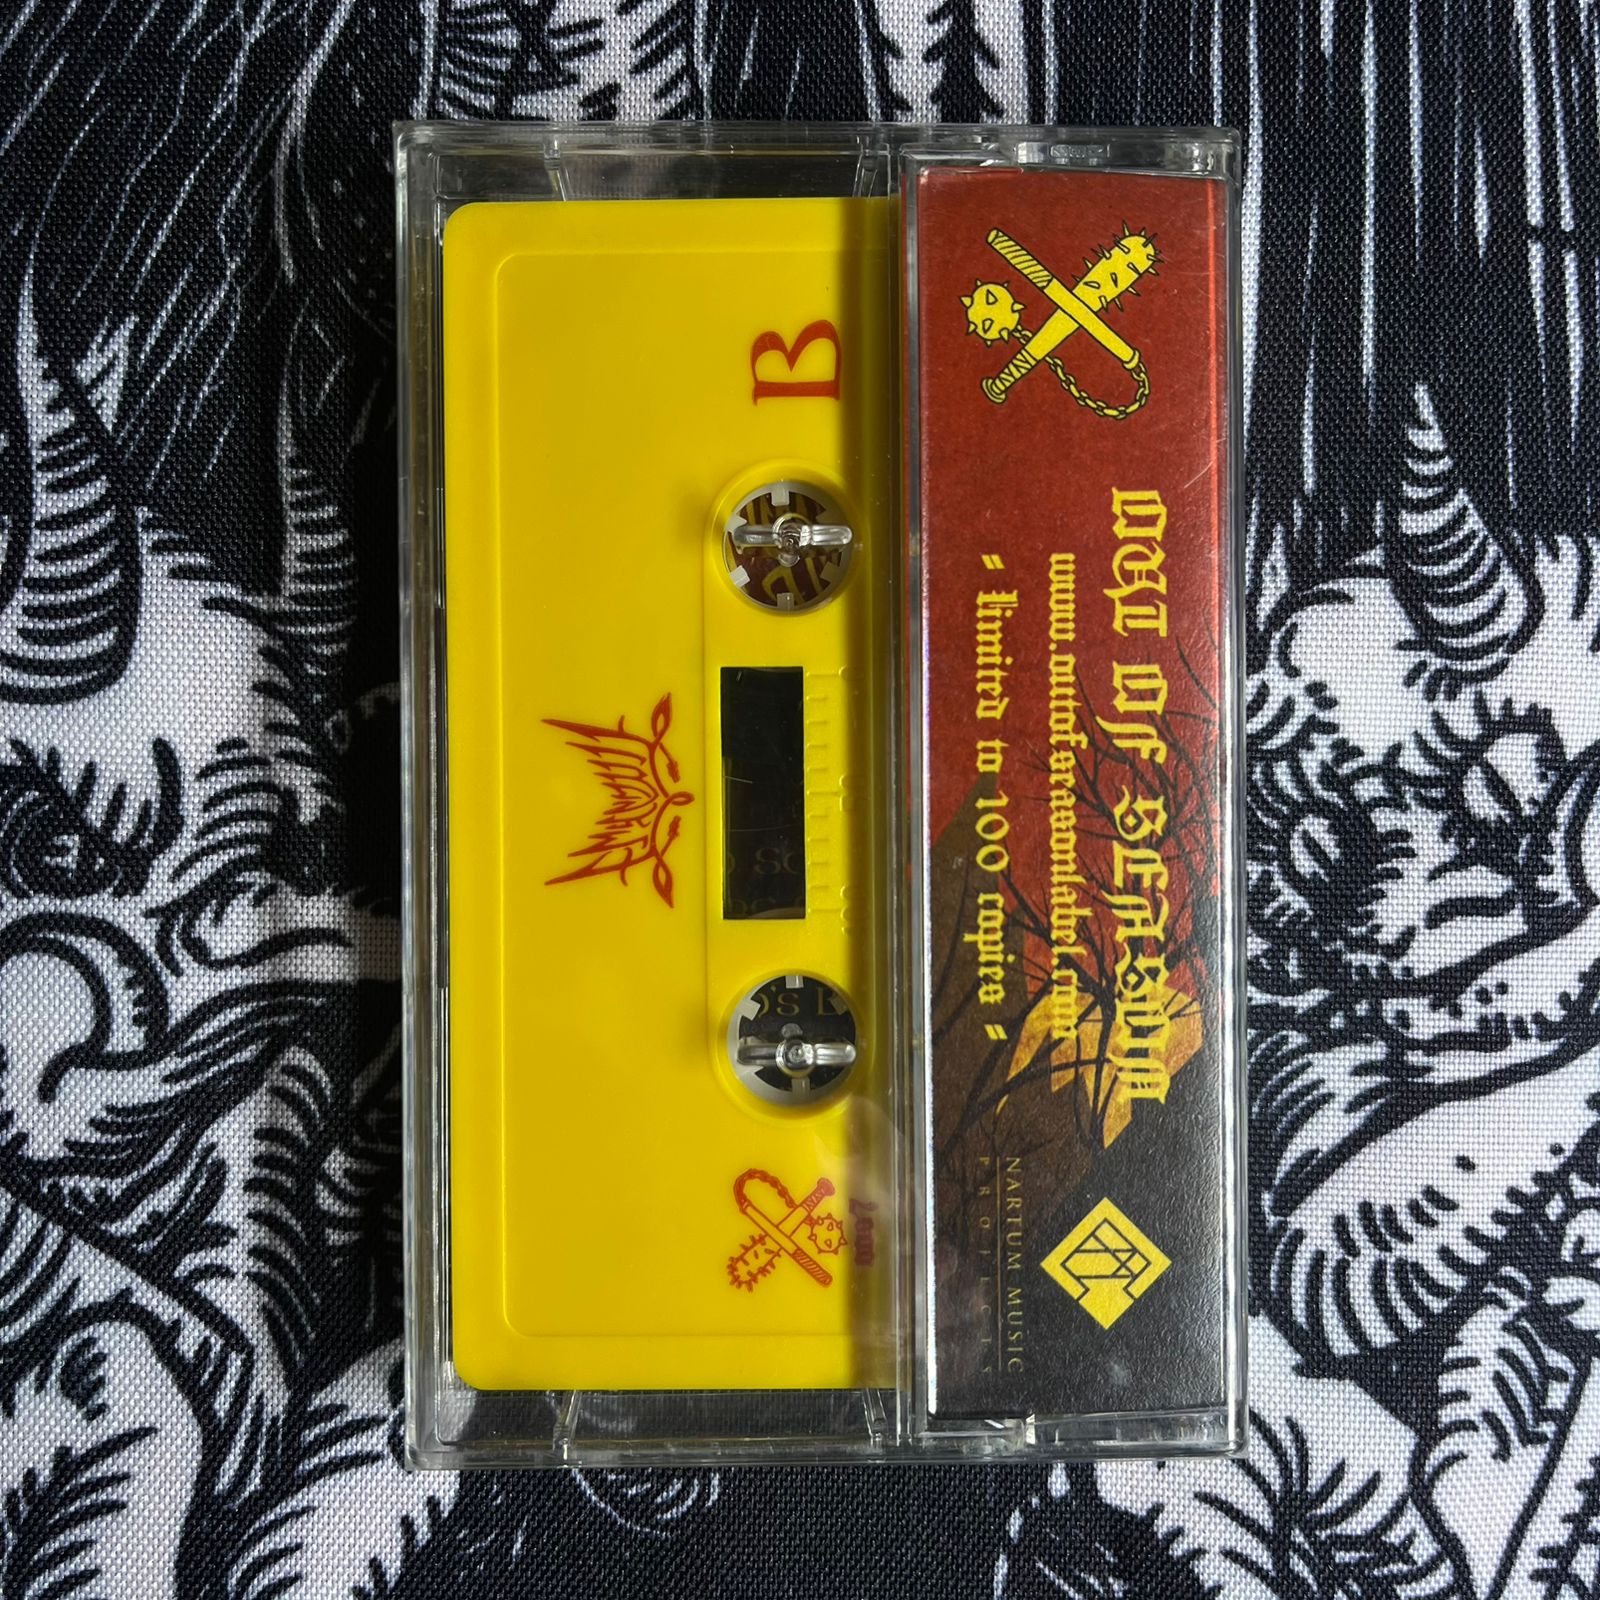 B
OUT OF SEASON
www.outofseasonlabel.com
= limited to 100 copies =
NARTUM MUSIC
PROJECTS